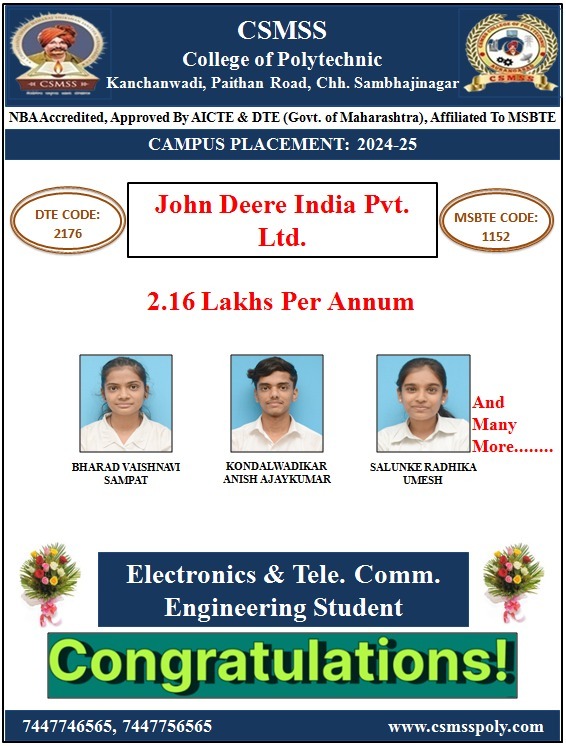 CSMSS
College of Polytechnic
Kanchanwadi, Paithan Road, Chh. Sambhajinagar
CSMSS
CSMSS
NBA Accredited, Approved By AICTE & DTE (Govt. of Maharashtra), Affiliated To MSBTE
CAMPUS PLACEMENT: 2024-25
DTE CODE:
2176
John Deere India Pvt.
Ltd.
MSBTE CODE:
1152
2.16 Lakhs Per Annum
And
Many
More........
BHARAD VAISHNAVI
SAMPAT
KONDALWADIKAR
ANISH AJAYKUMAR
SALUNKE RADHIKA
UMESH
Electronics & Tele. Comm.
Engineering Student
Congratulations!
7447746565, 7447756565
www.csmsspoly.com